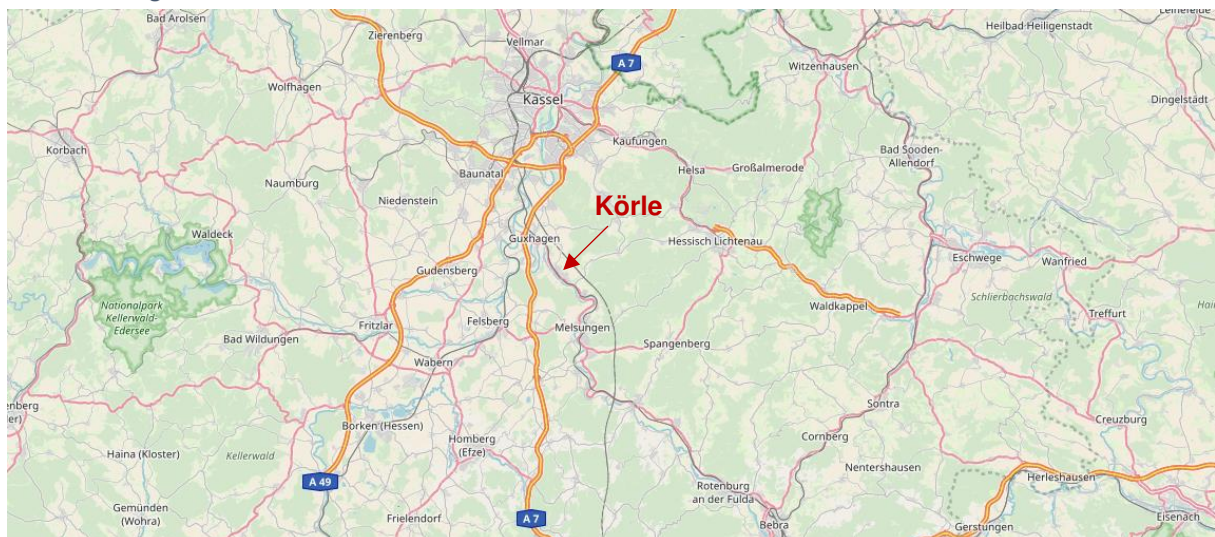 Bad Arolsen
Heilbad Heiligenstadt
Leinefelde
Zierenberg
Vellmar
A 7
Witzenhausen
Wolfhagen
Kassel
Dingelstädt
Korbach
Kaufungen
Bad Sooden-
Allendorf
Helsa
Großalmerode
Baunatal
Naumburg
Niedenstein
Körle
Waldeck
Guxhagen
Hessisch Lichtenau
Eschwege
Wanfried
Gudensberg
Schlierbachswald
Nationalpark
Kellerwald-
Edersee
Waldkappel
Treffurt
Fritzlar
Felsberg
Melsungen
Bad Wildungen
Spangenberg
Wabern
Sontra
Creuzburg
Borken (Hessen)
Homberg
(Efze)
Cornberg
Haina (Kloster)
Kellerwald
Nentershausen
A 49
Rotenburg
an der Fulda
Herleshausen
Gemünden
(Wohra)
Frielendorf
A 7
Bebra
Gerstungen
Eisenach